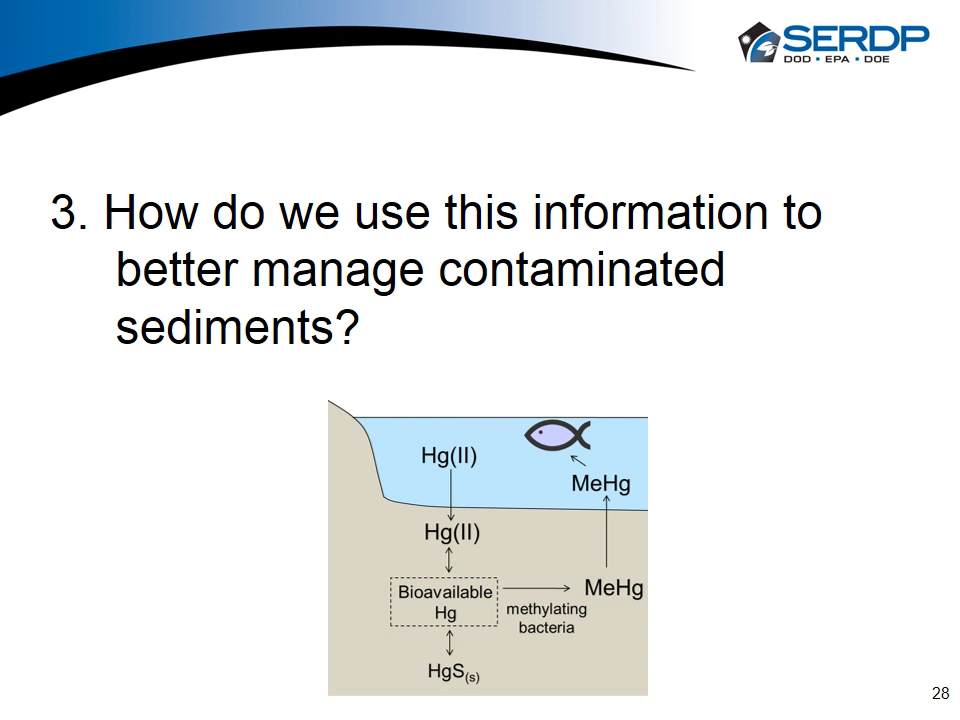 SERDP
DOD • EPA • DOE
3. How do we use this information to
better manage contaminated
sediments?
Hg(II)
MeHg
Hg(II)
Bioavailable
Hg
methylating
bacteria
MeHg
HgS(s)
28